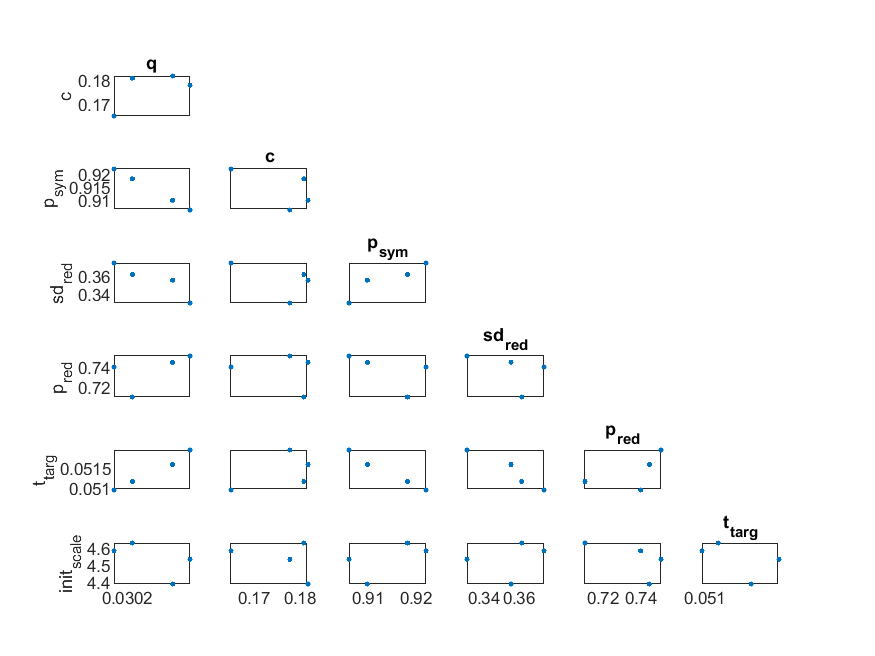 q
0.18
0.17
c
c
0.92
0.915
0.91
p_sym
p_sym
0.36
0.34
sd_red
sd_red
0.74
0.72
p_red
p_red
0.0515
0.051
t_targ
t_targ
4.6
4.5
4.4
init_scale
0.0302 0.17 0.18 0.91 0.92 0.34 0.36 0.72 0.74 0.051